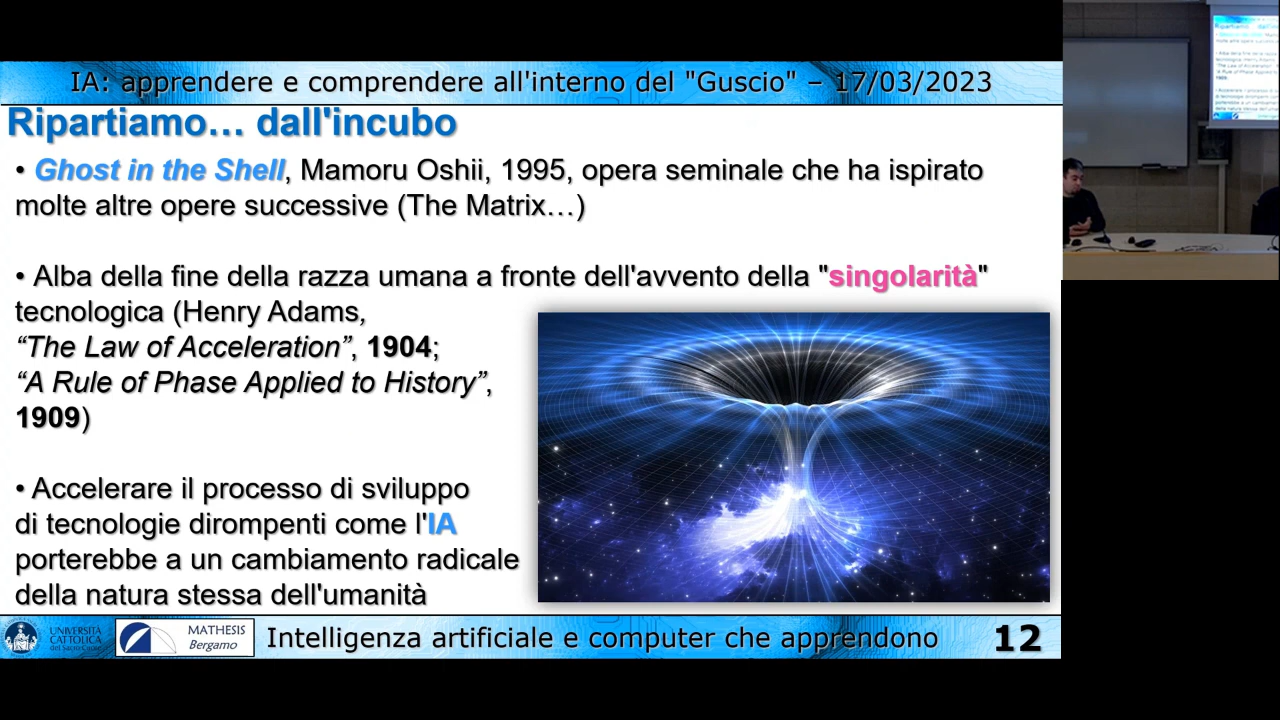 IA: apprendere e comprendere all'interno del "Guscio" – 17/03/2023
Ripartiamo… dall'incubo
• Ghost in the Shell, Mamoru Oshii, 1995, opera seminale che ha ispirato
molte altre opere successive (The Matrix…)
• Alba della fine della razza umana a fronte dell'avvento della "singolarità"
tecnologica (Henry Adams,
“The Law of Acceleration”, 1904;
“A Rule of Phase Applied to History”,
1909)
• Accelerare il processo di sviluppo
di tecnologie dirompenti come l'IA
porterebbe a un cambiamento radicale
della natura stessa dell'umanità
UNIVERSITÀ
CATTOLICA
del Sacro Cuore
MATHESIS
Bergamo
Intelligenza artificiale e computer che apprendono
12